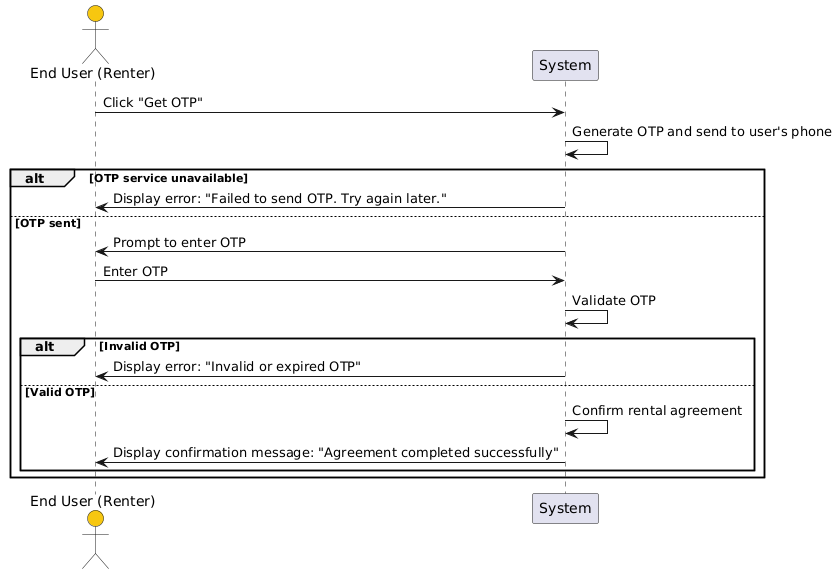 End User (Renter)
System
Click "Get OTP"
Generate OTP and send to user's phone
alt
[OTP service unavailable]
Display error: "Failed to send OTP. Try again later."
[OTP sent]
Prompt to enter OTP
Enter OTP
Validate OTP
alt
[Invalid OTP]
Display error: "Invalid or expired OTP"
[Valid OTP]
Confirm rental agreement
Display confirmation message: "Agreement completed successfully"
End User (Renter)
System